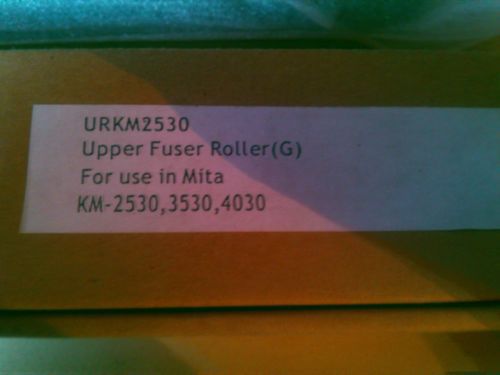 URKM2530
Upper Fuser Roller(G)
For use in Mita
KM-2530,3530,4030